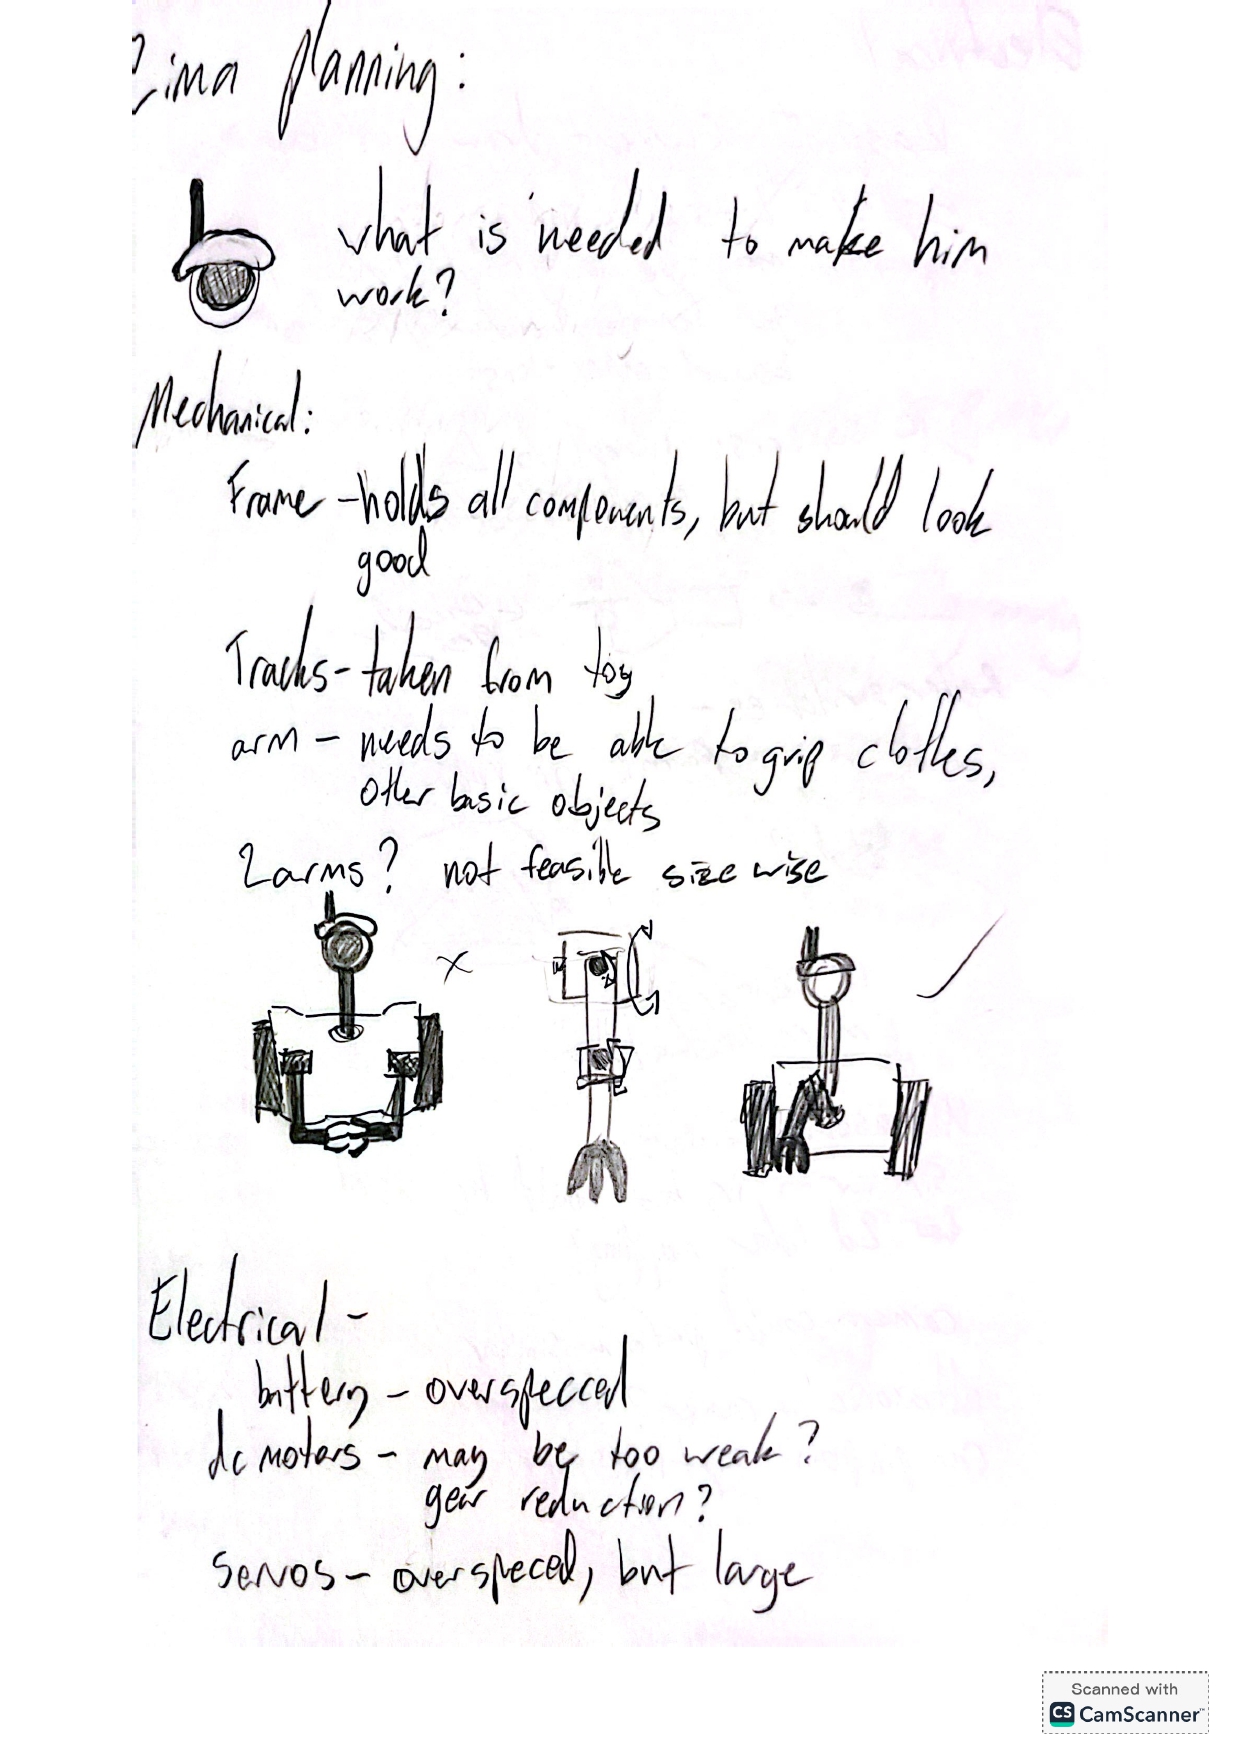 Zima planning:
what is needed to make him
work?
Mechanical:
Frame - holds all components, but should look
good
Tracks - taken from toy
arm - needs to be able to grip clothes,
other basic objects
2 arms? not feasible size wise
x
Electrical -
battery - overspecced
dc motors - may be too weak?
gear reduction?
servos - overspeced, but large
Scanned with
CS CamScanner